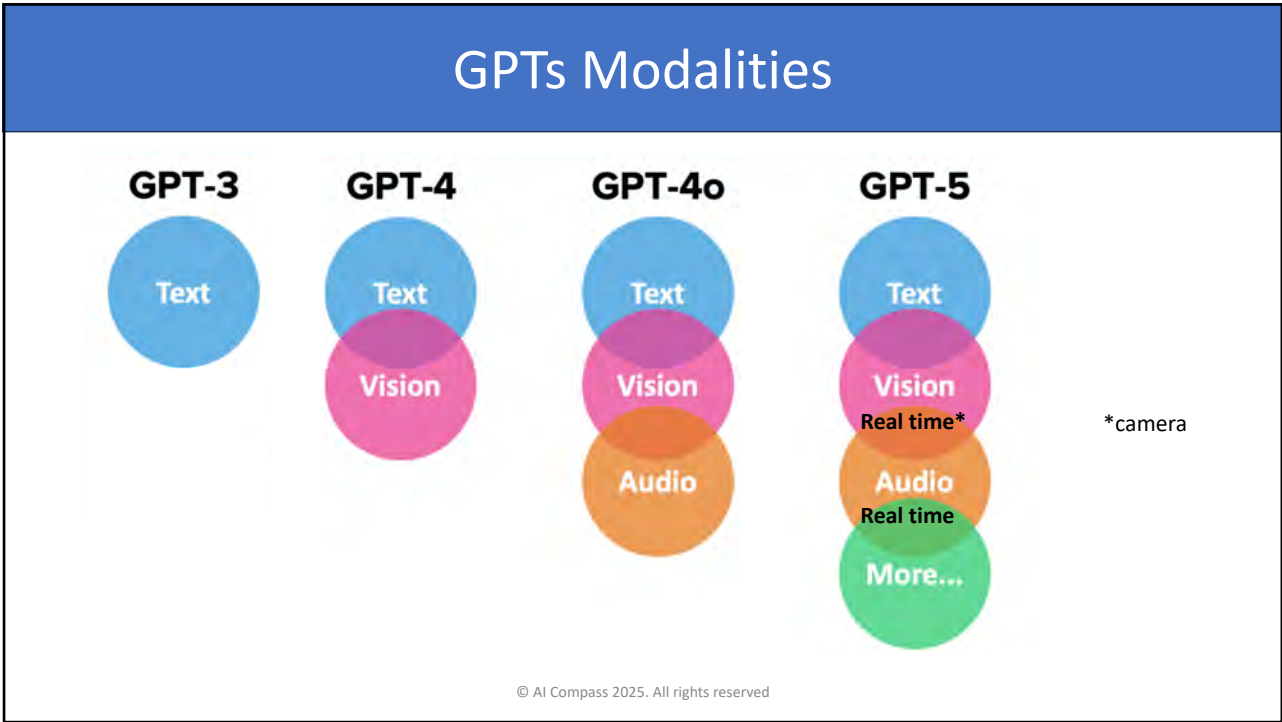 GPTs Modalities
GPT-3
Text
GPT-4
Text
Vision
GPT-4o
Text
Vision
Audio
GPT-5
Text
Vision
Real time*
Audio
Real time
More...
*camera
© AI Compass 2025. All rights reserved